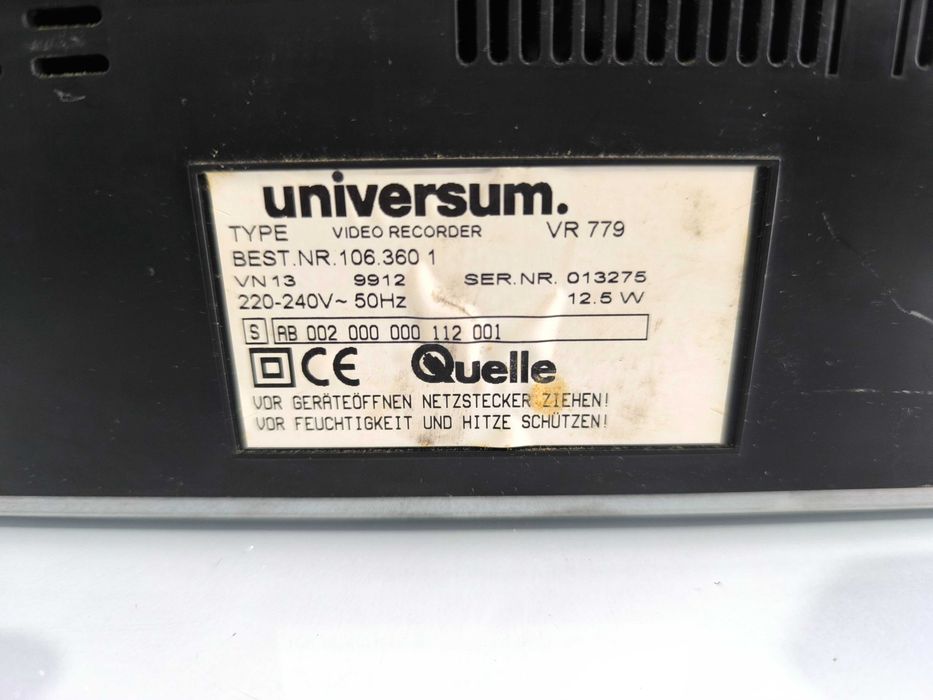 universum.
TYPE VIDEO RECORDER VR 779
BEST.NR.106.360 1
VN 13 9912 SER.NR. 013275
220-240V~ 50Hz 12.5 W
S AB 002 000 000 112 001
CE Quelle
VOR GERÄTEÖFFNEN NETZSTECKER ZIEHEN!
VOR FEUCHTIGKEIT UND HITZE SCHÜTZEN!